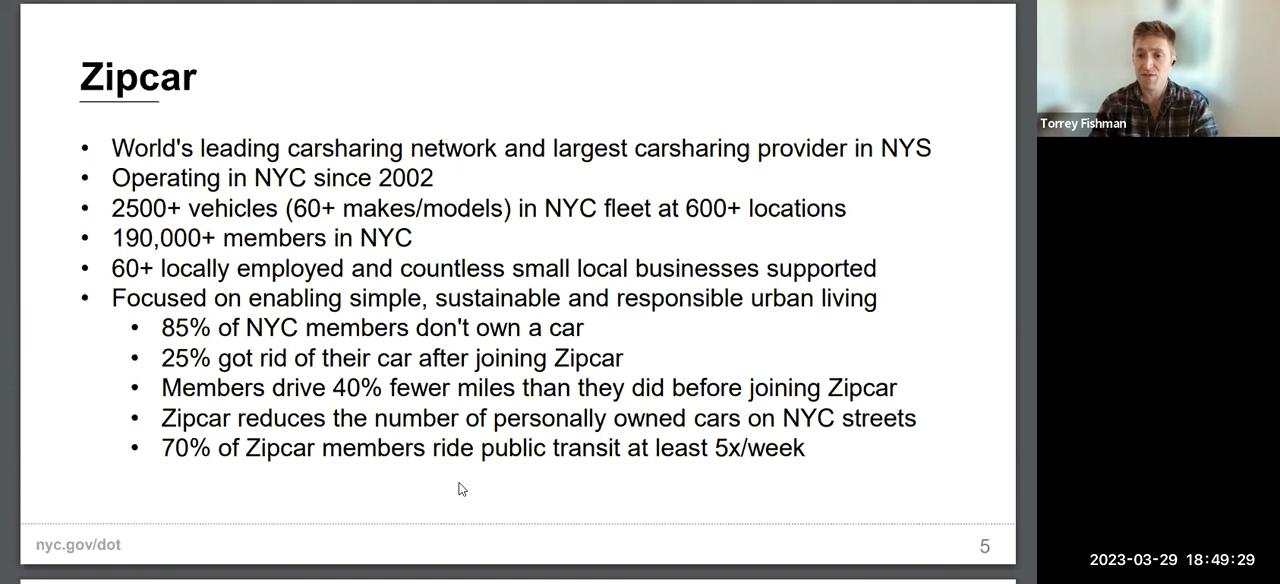 Zipcar
• World's leading carsharing network and largest carsharing provider in NYS
• Operating in NYC since 2002
• 2500+ vehicles (60+ makes/models) in NYC fleet at 600+ locations
• 190,000+ members in NYC
• 60+ locally employed and countless small local businesses supported
• Focused on enabling simple, sustainable and responsible urban living
• 85% of NYC members don't own a car
• 25% got rid of their car after joining Zipcar
• Members drive 40% fewer miles than they did before joining Zipcar
• Zipcar reduces the number of personally owned cars on NYC streets
• 70% of Zipcar members ride public transit at least 5x/week
nyc.gov/dot
5
Torrey Fishman
2023-03-29 18:49:29